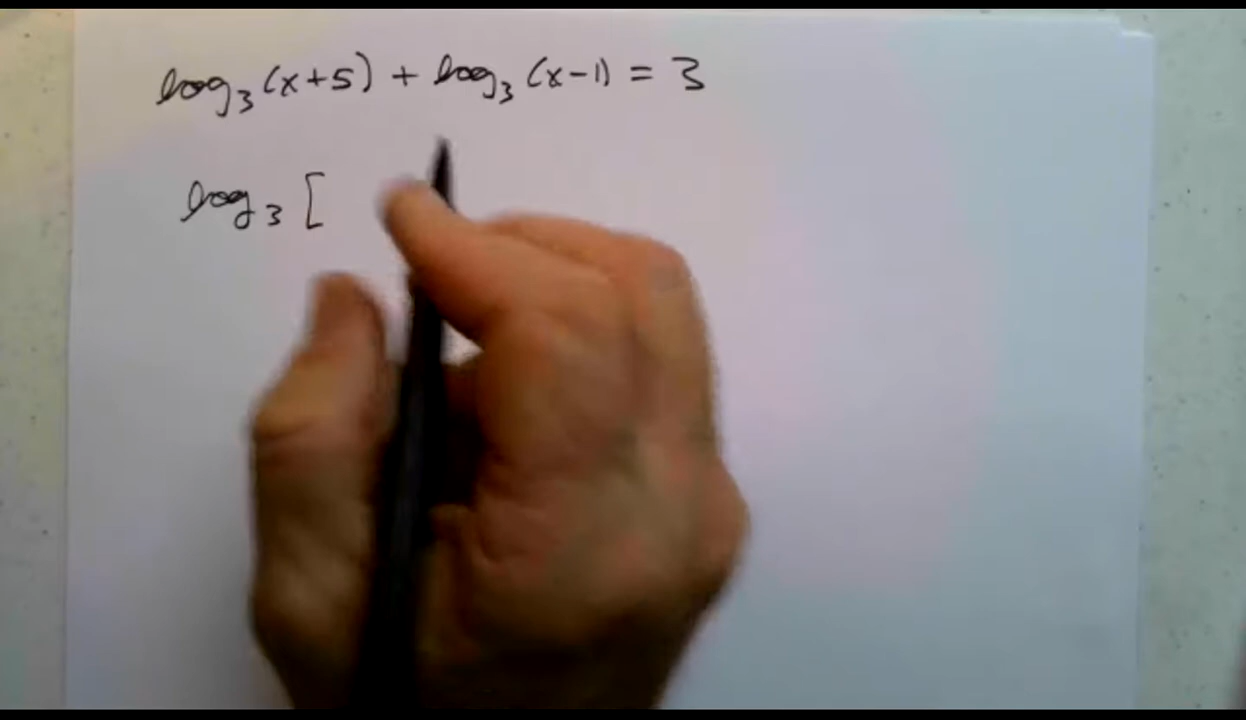 log₃(x+5) + log₃(x-1) = 3
log₃ [